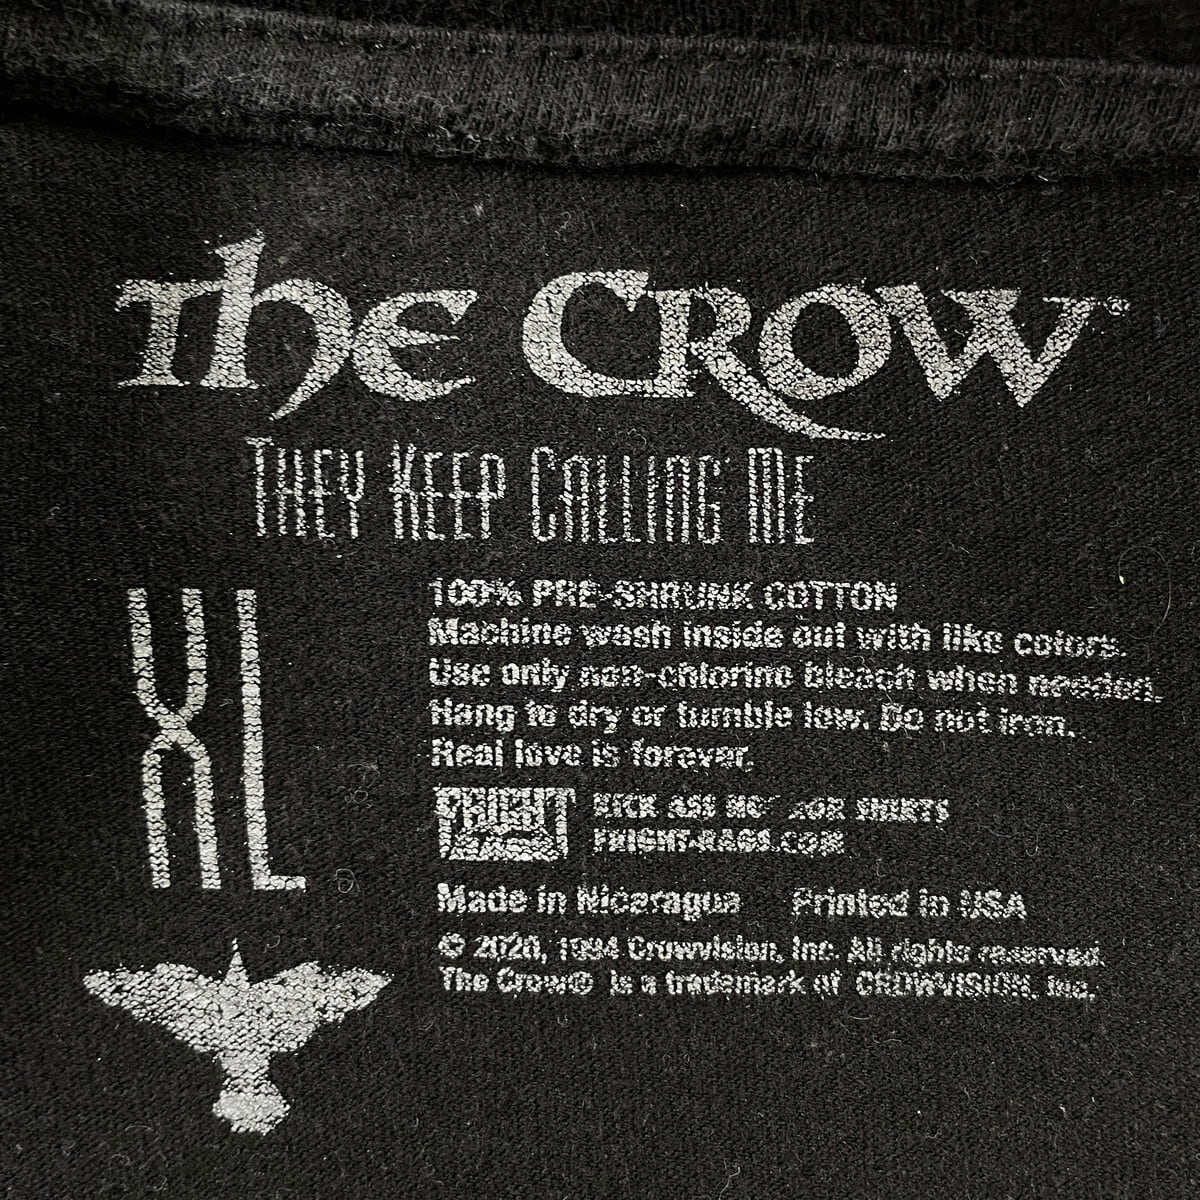 The Crow®
They Keep Calling Me
XL
100% PRE-SHRUNK COTTON
Machine wash inside out with like colors.
Use only non-chlorine bleach when needed.
Hang to dry or tumble low. Do not iron.
Real love is forever.
FRIGHT
RAGS
KICK ASS HORROR SHIRTS
FRIGHT-RAGS.COM
Made in Nicaragua Printed in USA
© 2020, 1994 Crowvision, Inc. All rights reserved.
The Crow® is a trademark of CROWVISION, Inc.